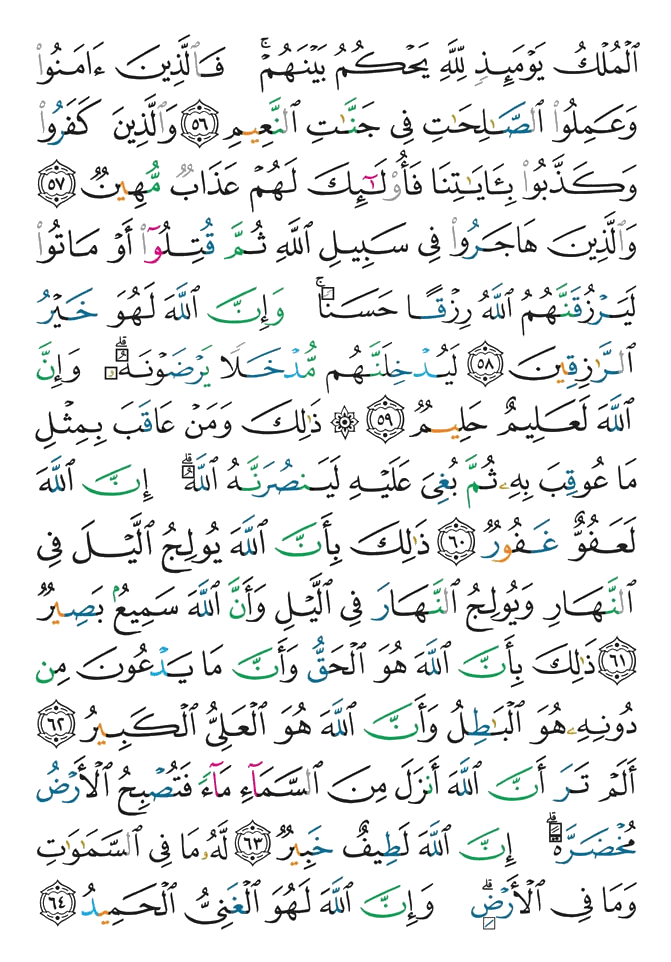 ٱلْمُلْكُ يَوْمَئِذٍ لِّلَّهِ يَحْكُمُ بَيْنَهُمْ ۚ فَٱلَّذِينَ ءَامَنُوا۟
وَعَمِلُوا۟ ٱلصَّٰلِحَٰتِ فِى جَنَّٰتِ ٱلنَّعِيمِ ٥٦ وَٱلَّذِينَ كَفَرُوا۟
وَكَذَّبُوا۟ بِـَٔايَٰتِنَا فَأُو۟لَٰٓئِكَ لَهُمْ عَذَابٌ مُّهِينٌ ٥٧
وَٱلَّذِينَ هَاجَرُوا۟ فِى سَبِيلِ ٱللَّهِ ثُمَّ قُتِلُوٓا۟ أَوْ مَاتُوا۟
لَيَرْزُقَنَّهُمُ ٱللَّهُ رِزْقًا حَسَنًا ۚ وَإِنَّ ٱللَّهَ لَهُوَ خَيْرُ
ٱلرَّٰزِقِينَ ٥٨ لَيُدْخِلَنَّهُم مُّدْخَلًا يَرْضَوْنَهُۥ ۗ وَإِنَّ
ٱللَّهَ لَعَلِيمٌ حَلِيمٌ ٥٩ ۞ ذَٰلِكَ وَمَنْ عَاقَبَ بِمِثْلِ
مَا عُوقِبَ بِهِۦ ثُمَّ بُغِىَ عَلَيْهِ لَيَنصُرَنَّهُ ٱللَّهُ ۗ إِنَّ ٱللَّهَ
لَعَفُوٌّ غَفُورٌ ٦٠ ذَٰلِكَ بِأَنَّ ٱللَّهَ يُولِجُ ٱلَّيْلَ فِى
ٱلنَّهَارِ وَيُولِجُ ٱلنَّهَارَ فِى ٱلَّيْلِ وَأَنَّ ٱللَّهَ سَمِيعٌۢ بَصِيرٌ
٦١ ذَٰلِكَ بِأَنَّ ٱللَّهَ هُوَ ٱلْحَقُّ وَأَنَّ مَا يَدْعُونَ مِن
دُونِهِۦ هُوَ ٱلْبَٰطِلُ وَأَنَّ ٱللَّهَ هُوَ ٱلْعَلِىُّ ٱلْكَبِيرُ ٦٢
أَلَمْ تَرَ أَنَّ ٱللَّهَ أَنزَلَ مِنَ ٱلسَّمَآءِ مَآءً فَتُصْبِحُ ٱلْأَرْضُ
مُخْضَرَّةً ۗ إِنَّ ٱللَّهَ لَطِيفٌ خَبِيرٌ ٦٣ لَّهُۥ مَا فِى ٱلسَّمَٰوَٰتِ
وَمَا فِى ٱلْأَرْضِ ۗ وَإِنَّ ٱللَّهَ لَهُوَ ٱلْغَنِىُّ ٱلْحَمِيدُ ٦٤